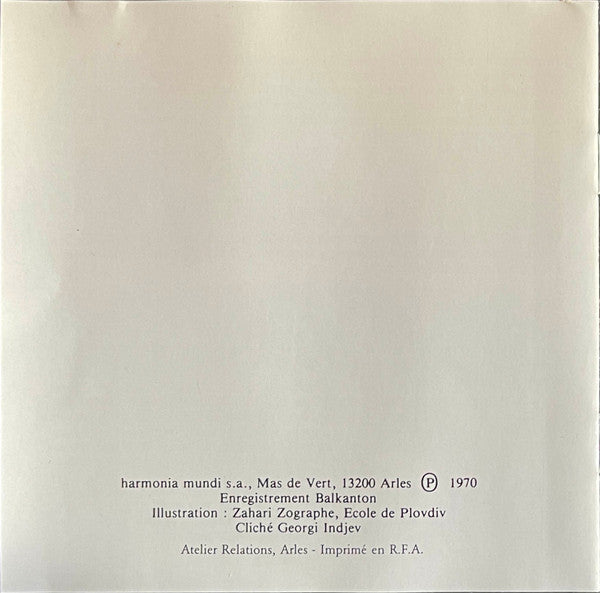 harmonia mundi s.a., Mas de Vert, 13200 Arles Ⓟ 1970
Enregistrement Balkanton
Illustration : Zahari Zographe, Ecole de Plovdiv
Cliché Georgi Indjev
Atelier Relations, Arles - Imprimé en R.F.A.